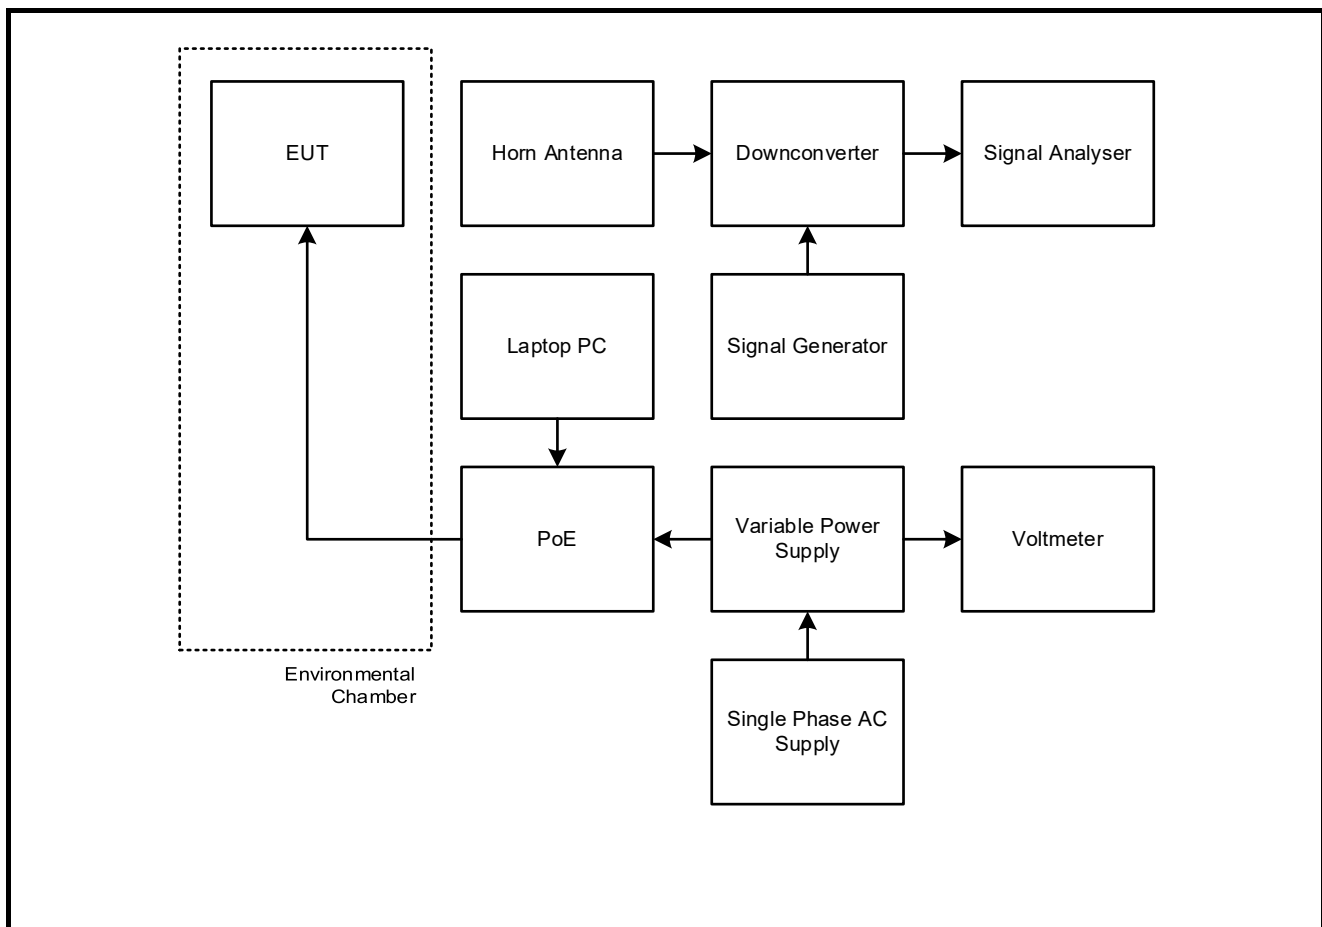 EUT
Horn Antenna
Downconverter
Signal Analyser
Laptop PC
Signal Generator
PoE
Variable Power
Supply
Voltmeter
Environmental
Chamber
Single Phase AC
Supply